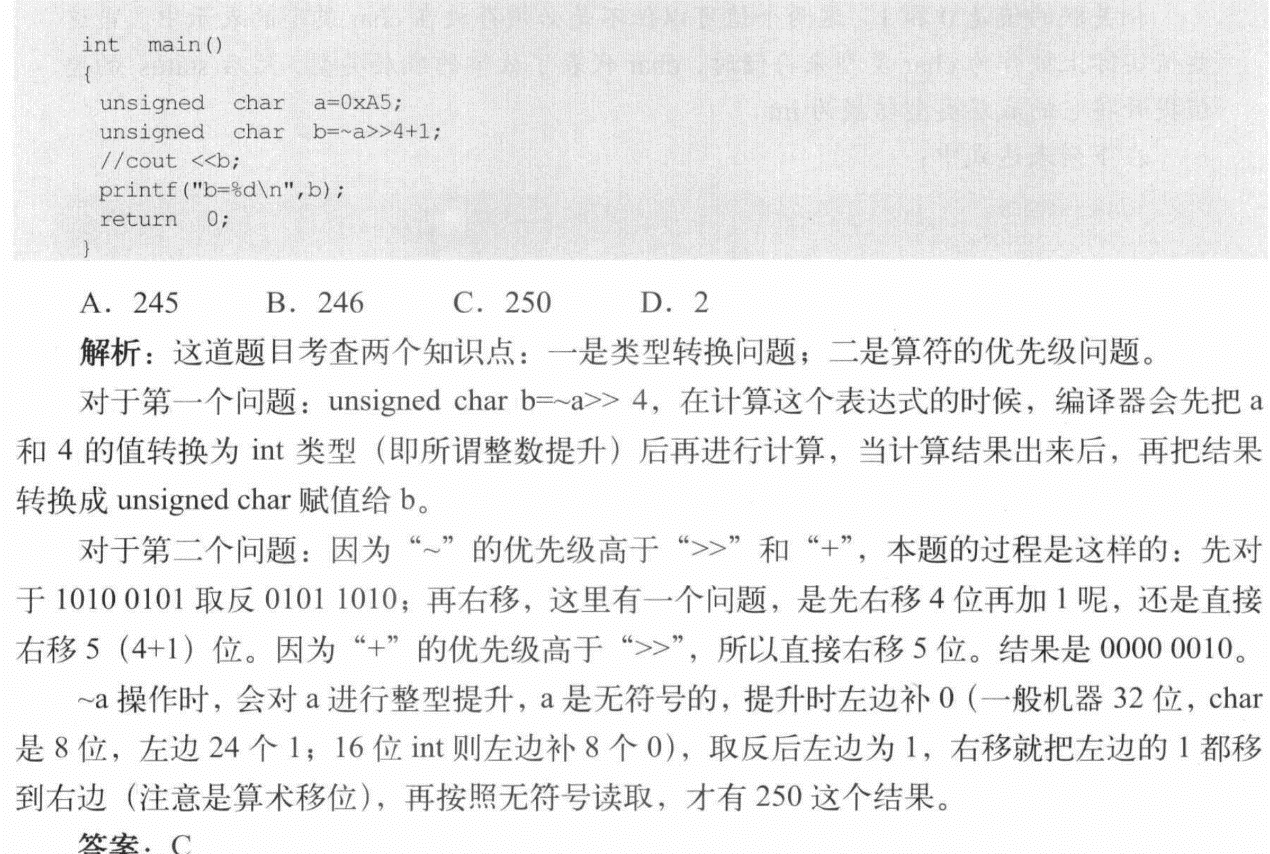 int main()
{
unsigned char a=0xA5;
unsigned char b=~a>>4+1;
//cout <<b;
printf("b=%d\n",b);
return 0;
}
A．245 B．246 C．250 D．2
解析：这道题目考查两个知识点：一是类型转换问题；二是算符的优先级问题。
对于第一个问题：unsigned char b=~a>> 4，在计算这个表达式的时候，编译器会先把 a
和 4 的值转换为 int 类型（即所谓整数提升）后再进行计算，当计算结果出来后，再把结果
转换成 unsigned char 赋值给 b。
对于第二个问题：因为“~”的优先级高于“>>”和“+”，本题的过程是这样的：先对
于 1010 0101 取反 0101 1010；再右移，这里有一个问题，是先右移 4 位再加 1 呢，还是直接
右移 5（4+1）位。因为“+”的优先级高于“>>”，所以直接右移 5 位。结果是 0000 0010。
~a 操作时，会对 a 进行整型提升，a 是无符号的，提升时左边补 0（一般机器 32 位，char
是 8 位，左边 24 个 1；16 位 int 则左边补 8 个 0），取反后左边为 1，右移就把左边的 1 都移
到右边（注意是算术移位），再按照无符号读取，才有 250 这个结果。
答案：C